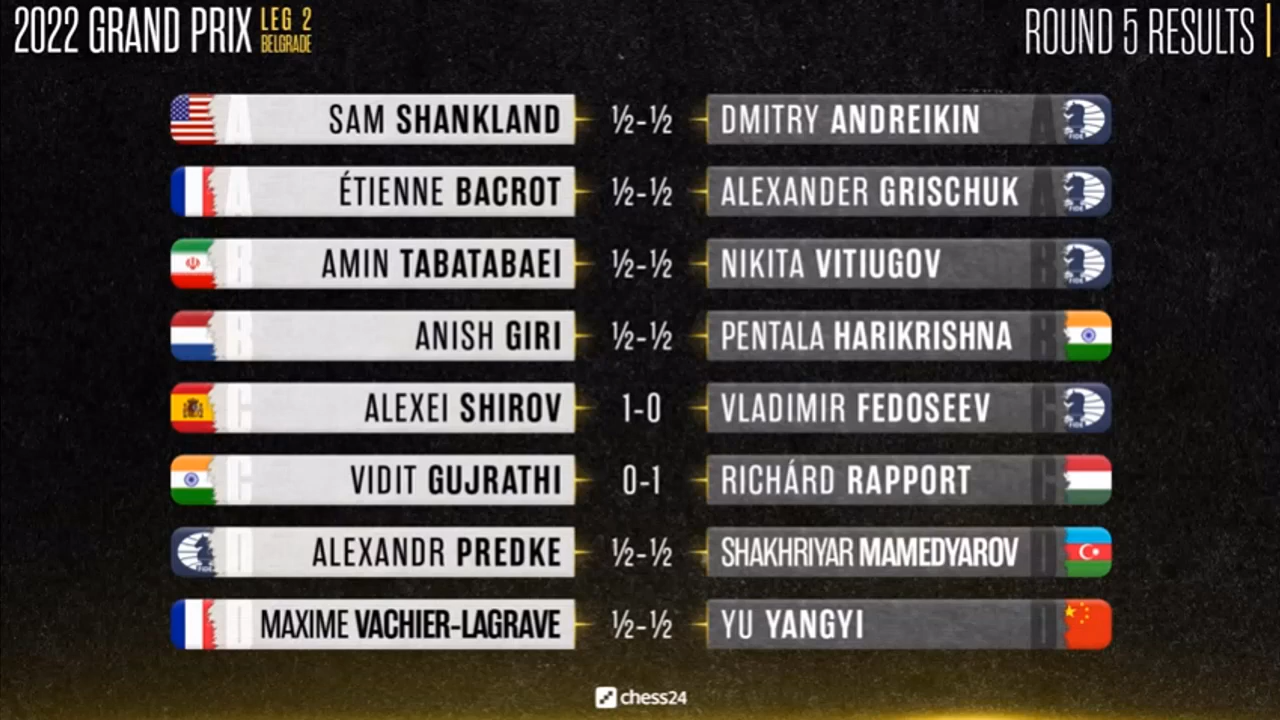 2022 GRAND PRIX LEG 2 BELGRADE
ROUND 5 RESULTS
A SAM SHANKLAND ½-½ DMITRY ANDREIKIN A
A ÉTIENNE BACROT ½-½ ALEXANDER GRISCHUK A
B AMIN TABATABAEI ½-½ NIKITA VITIUGOV B
B ANISH GIRI ½-½ PENTALA HARIKRISHNA B
C ALEXEI SHIROV 1-0 VLADIMIR FEDOSEEV C
C VIDIT GUJRATHI 0-1 RICHÁRD RAPPORT C
D ALEXANDR PREDKE ½-½ SHAKHRIYAR MAMEDYAROV D
D MAXIME VACHIER-LAGRAVE ½-½ YU YANGYI D
chess24